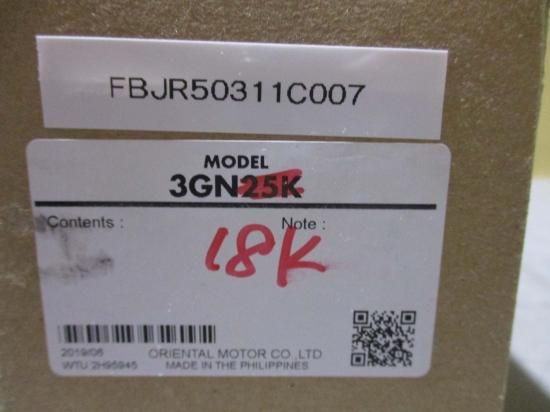 FBJR50311C007
MODEL
3GN25K
Contents : Note :
18K
2019/06 ORIENTAL MOTOR CO.,LTD
WTU 2H95945 MADE IN THE PHILIPPINES